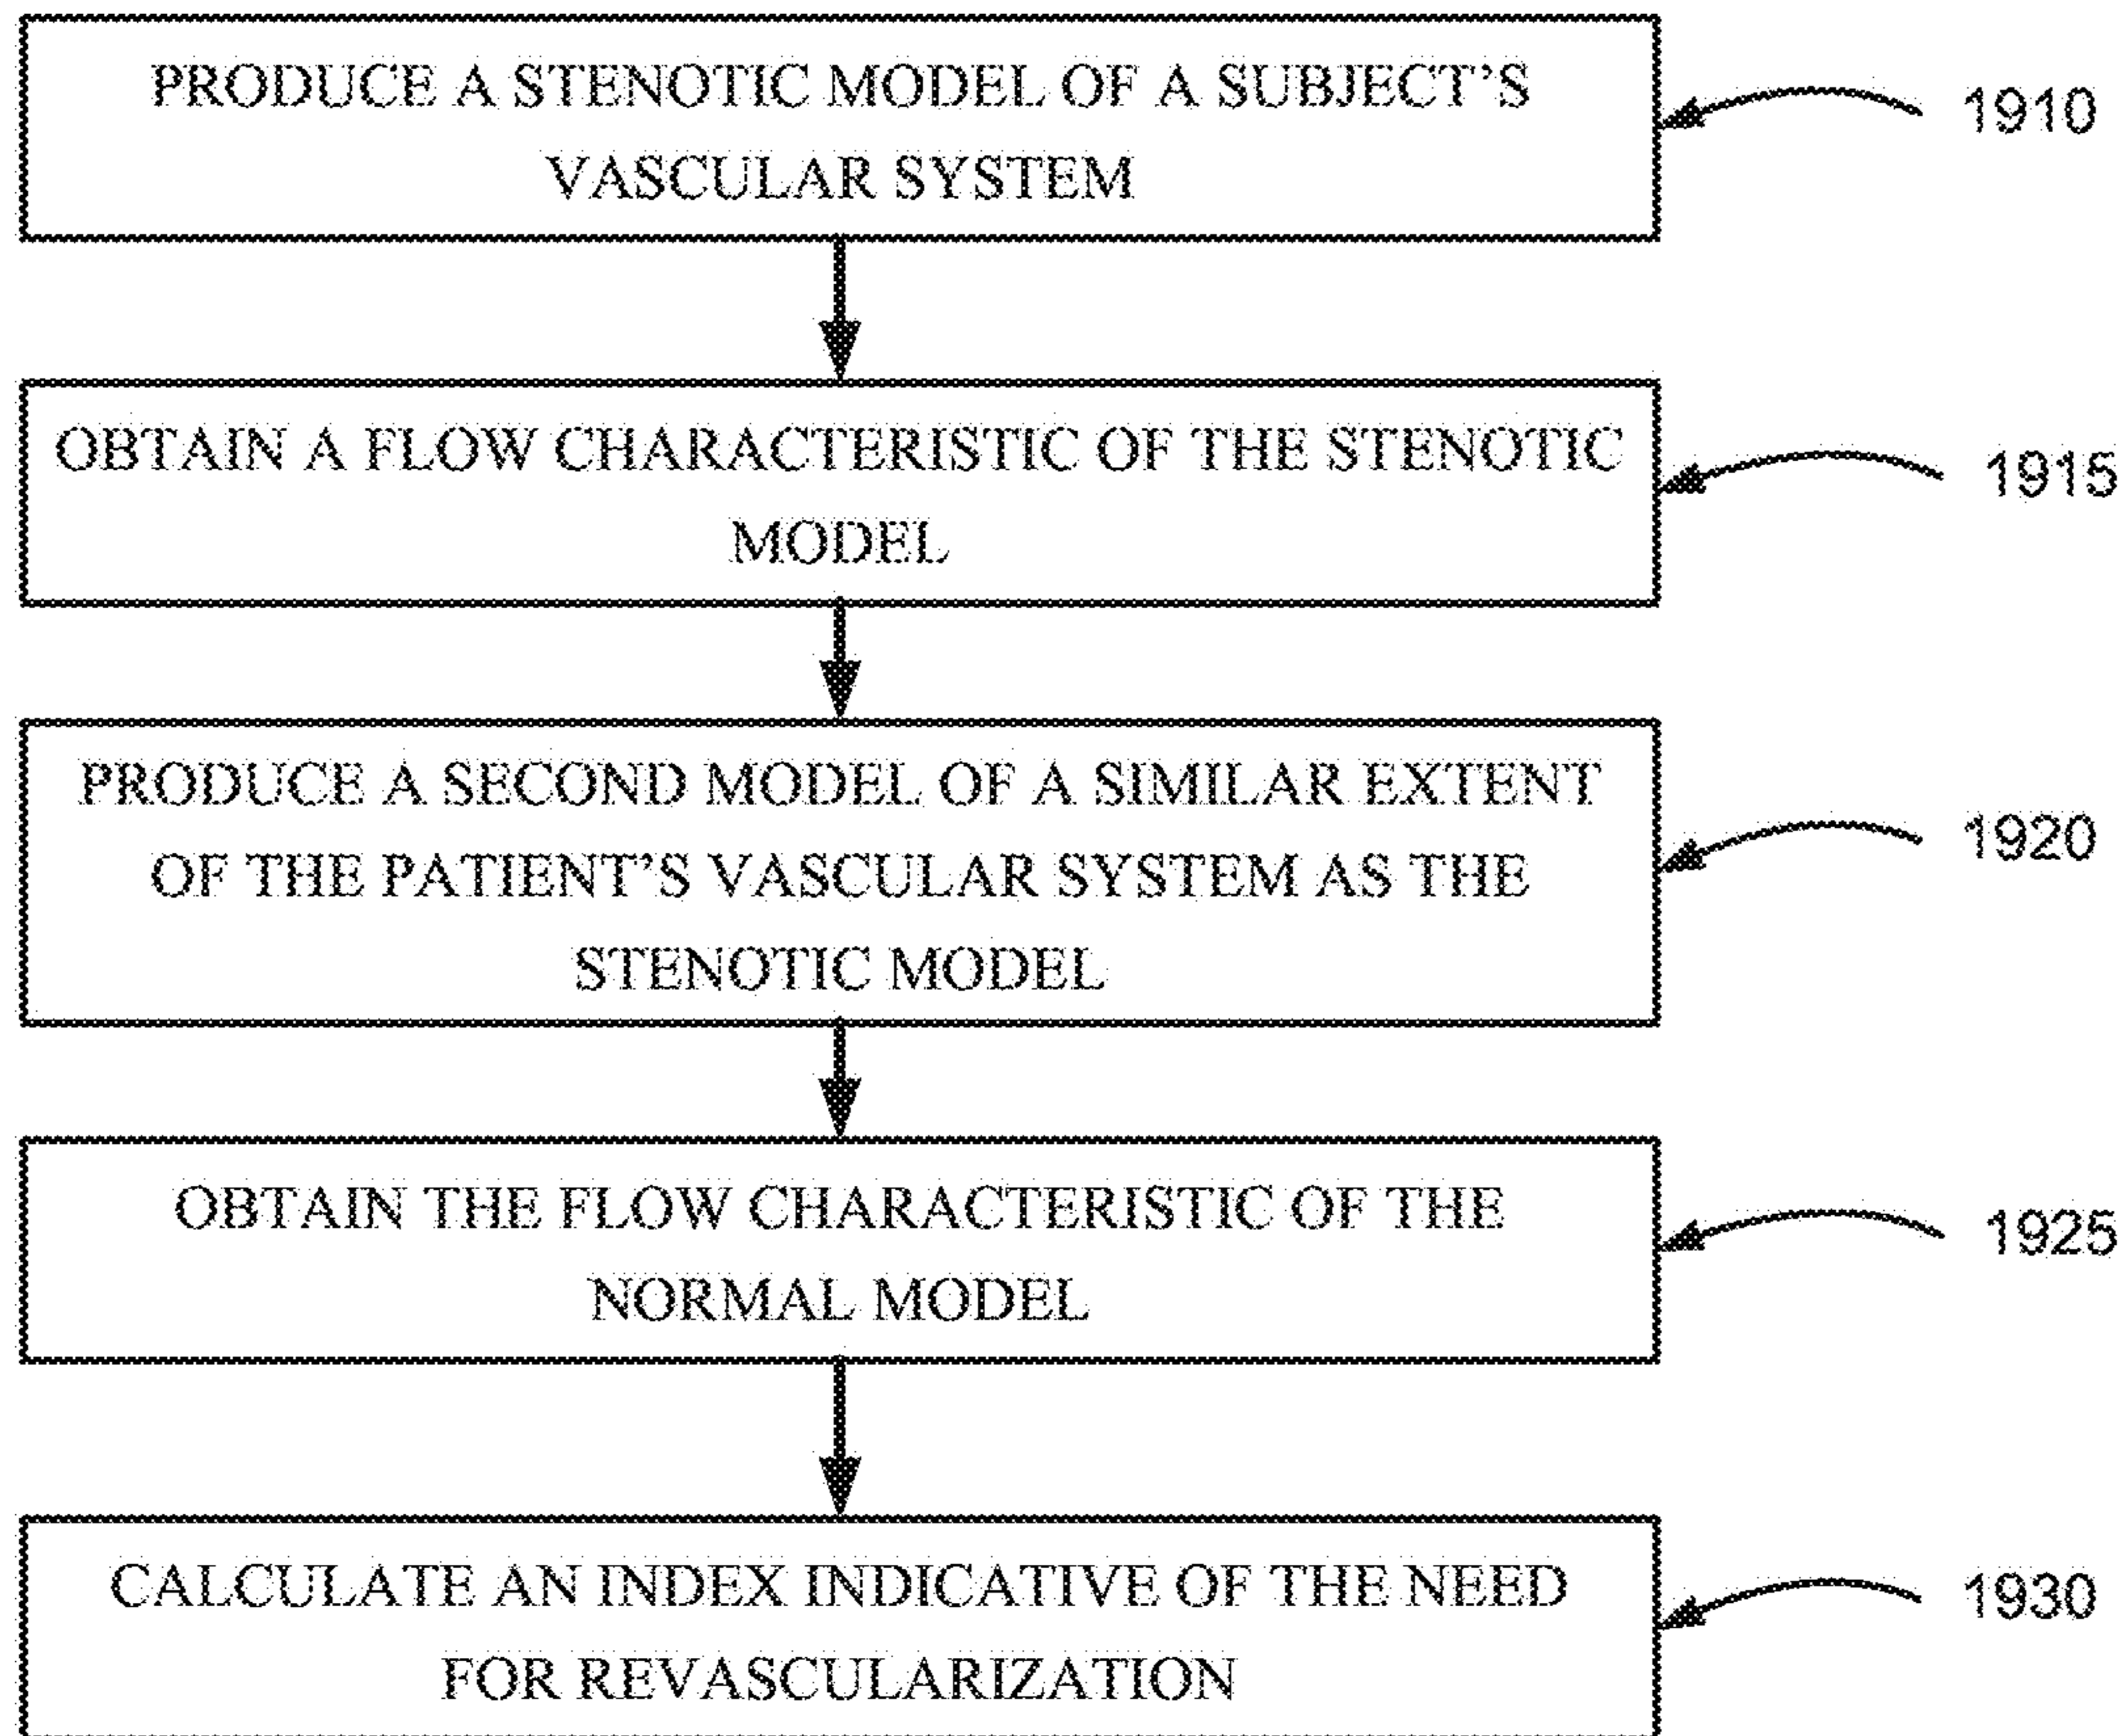 PRODUCE A STENOTIC MODEL OF A SUBJECT'S
VASCULAR SYSTEM
1910
OBTAIN A FLOW CHARACTERISTIC OF THE STENOTIC
MODEL
1915
PRODUCE A SECOND MODEL OF A SIMILAR EXTENT
OF THE PATIENT'S VASCULAR SYSTEM AS THE
STENOTIC MODEL
1920
OBTAIN THE FLOW CHARACTERISTIC OF THE
NORMAL MODEL
1925
CALCULATE AN INDEX INDICATIVE OF THE NEED
FOR REVASCULARIZATION
1930